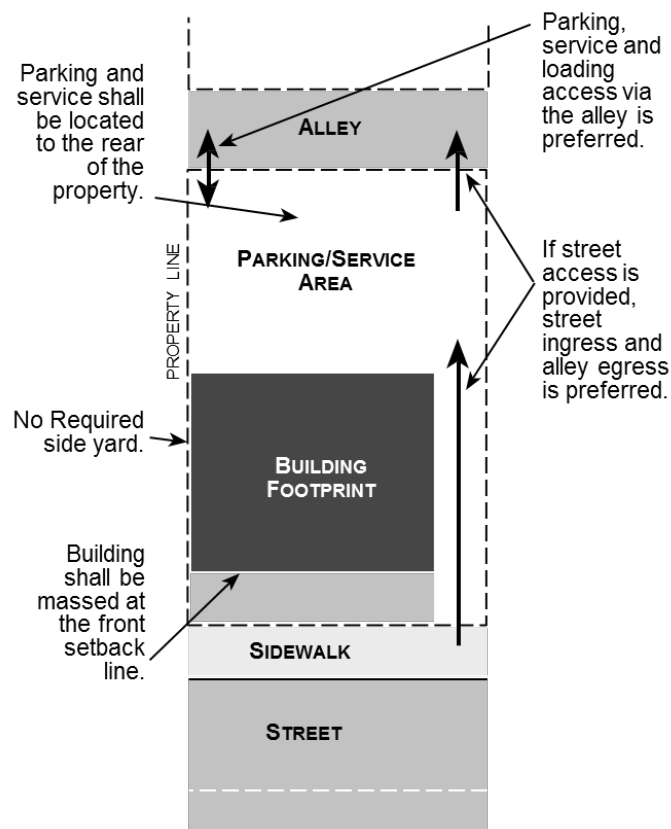 Parking and
service shall
be located
to the rear
of the
property.
Parking,
service and
loading
access via
the alley is
preferred.
ALLEY
PARKING/SERVICE
AREA
PROPERTY LINE
If street
access is
provided,
street
ingress and
alley egress
is preferred.
No Required
side yard.
BUILDING
FOOTPRINT
Building
shall be
massed at
the front
setback
line.
SIDEWALK
STREET